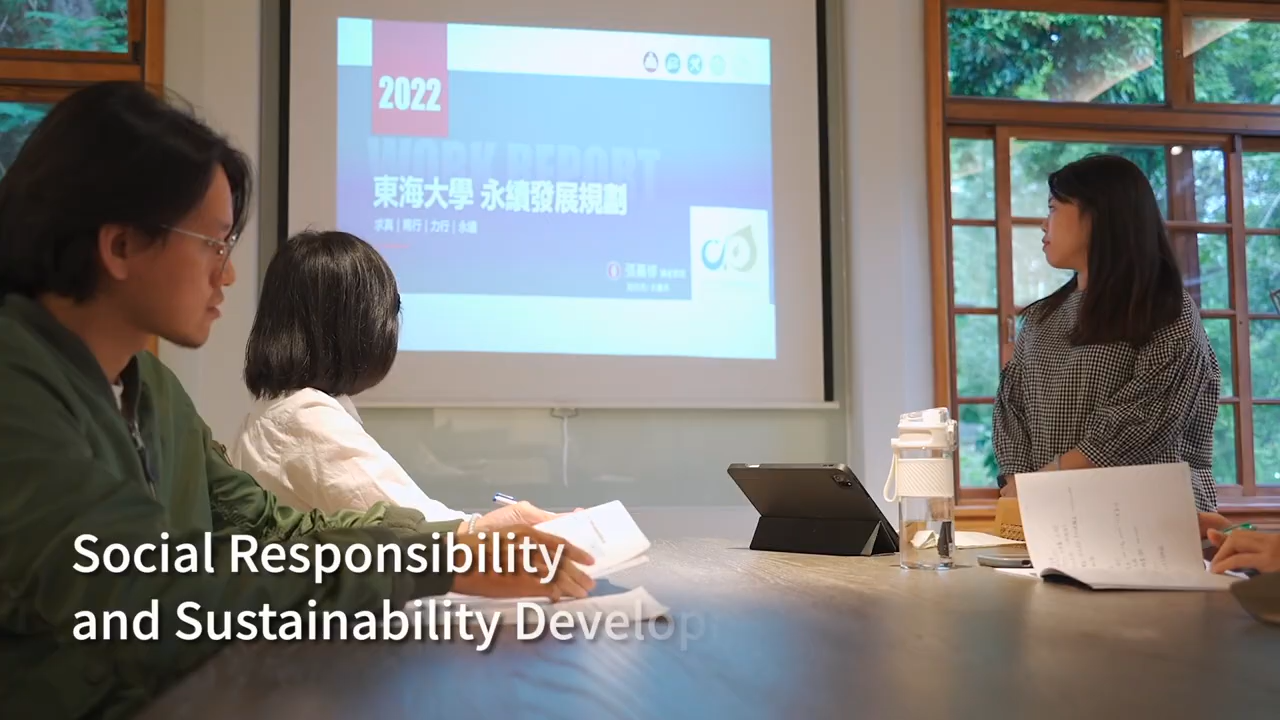 2022
WORK REPORT
東海大學 永續發展規劃
求真 | 篤行 | 力行 | 永續
Social Responsibility
and Sustainability Develop